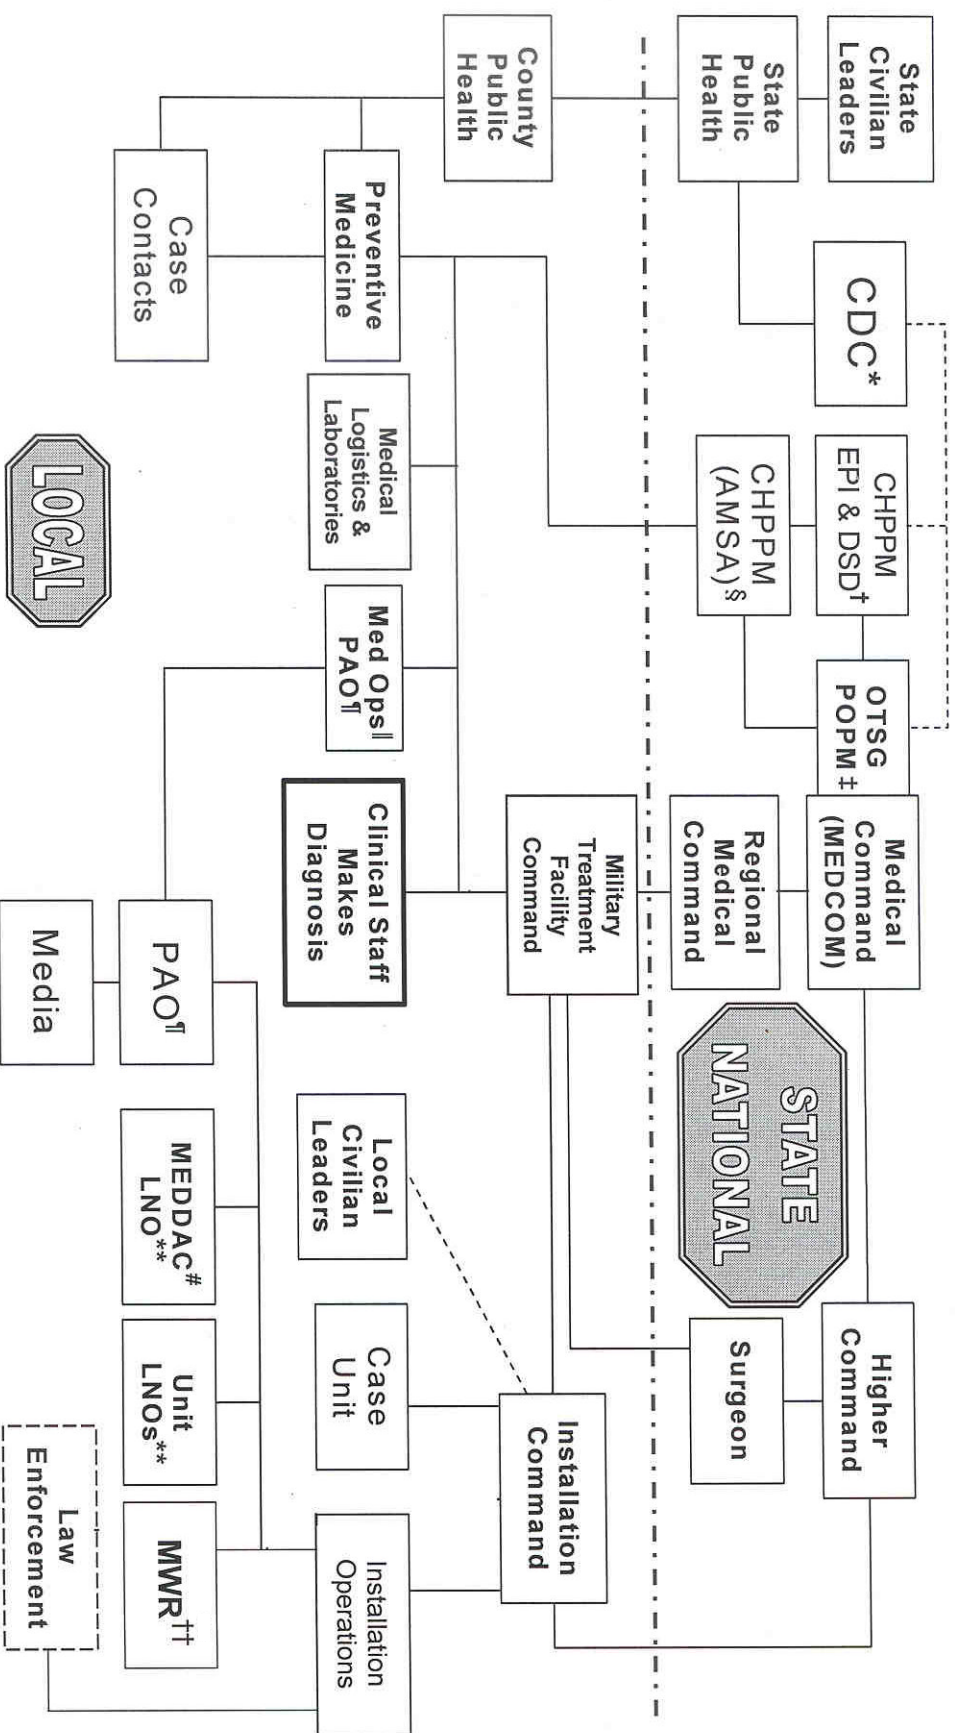 State
Civilian
Leaders
State
Public
Health
CDC*
CHPPM
EPI & DSD†
CHPPM
(AMSA)§
OTSG
POPM‡
Medical
Command
(MEDCOM)
Regional
Medical
Command
STATE
NATIONAL
Higher
Command
Surgeon
County
Public
Health
Preventive
Medicine
Case
Contacts
Medical
Logistics &
Laboratories
Med Ops||
PAO¶
Military
Treatment
Facility
Command
Clinical Staff
Makes
Diagnosis
Local
Civilian
Leaders
Installation
Command
Case
Unit
Installation
Operations
LOCAL
PAO¶
Media
MEDDAC#
LNO**
Unit
LNOs**
MWR††
Law
Enforcement